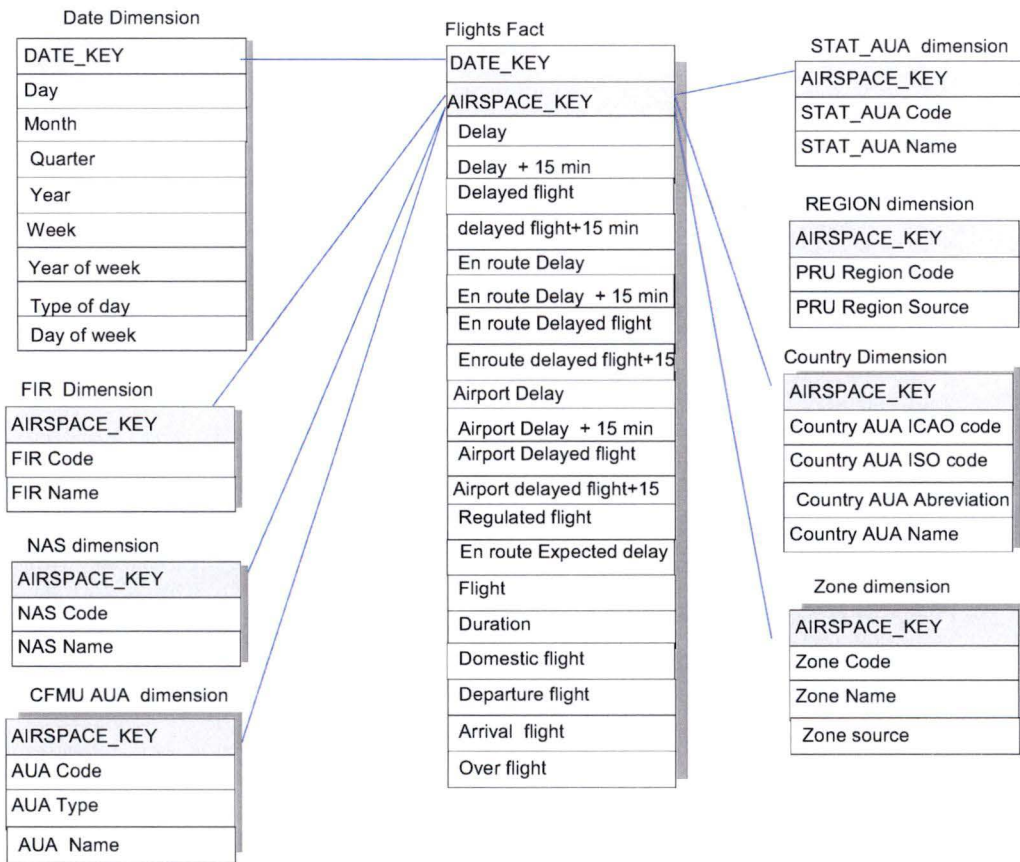 Date Dimension
DATE_KEY
Day
Month
Quarter
Year
Week
Year of week
Type of day
Day of week
FIR Dimension
AIRSPACE_KEY
FIR Code
FIR Name
NAS dimension
AIRSPACE_KEY
NAS Code
NAS Name
CFMU AUA dimension
AIRSPACE_KEY
AUA Code
AUA Type
AUA Name
Flights Fact
DATE_KEY
AIRSPACE_KEY
Delay
Delay + 15 min
Delayed flight
delayed flight+15 min
En route Delay
En route Delay + 15 min
En route Delayed flight
Enroute delayed flight+15
Airport Delay
Airport Delay + 15 min
Airport Delayed flight
Airport delayed flight+15
Regulated flight
En route Expected delay
Flight
Duration
Domestic flight
Departure flight
Arrival flight
Over flight
STAT_AUA dimension
AIRSPACE_KEY
STAT_AUA Code
STAT_AUA Name
REGION dimension
AIRSPACE_KEY
PRU Region Code
PRU Region Source
Country Dimension
AIRSPACE_KEY
Country AUA ICAO code
Country AUA ISO code
Country AUA Abreviation
Country AUA Name
Zone dimension
AIRSPACE_KEY
Zone Code
Zone Name
Zone source